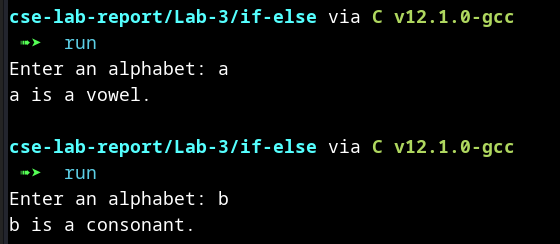 cse-lab-report/Lab-3/if-else via C v12.1.0-gcc
➠➤ run
Enter an alphabet: a
a is a vowel.
cse-lab-report/Lab-3/if-else via C v12.1.0-gcc
➠➤ run
Enter an alphabet: b
b is a consonant.